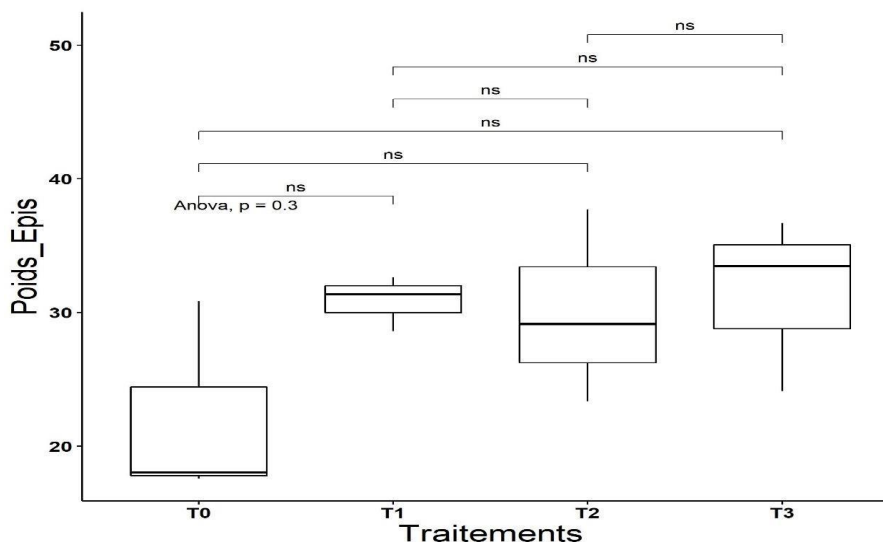 ns
50
ns
ns
ns
40
ns
ns
Anova, p = 0.3
Poids_Epis
30
20
T0 T1 T2 T3
Traitements